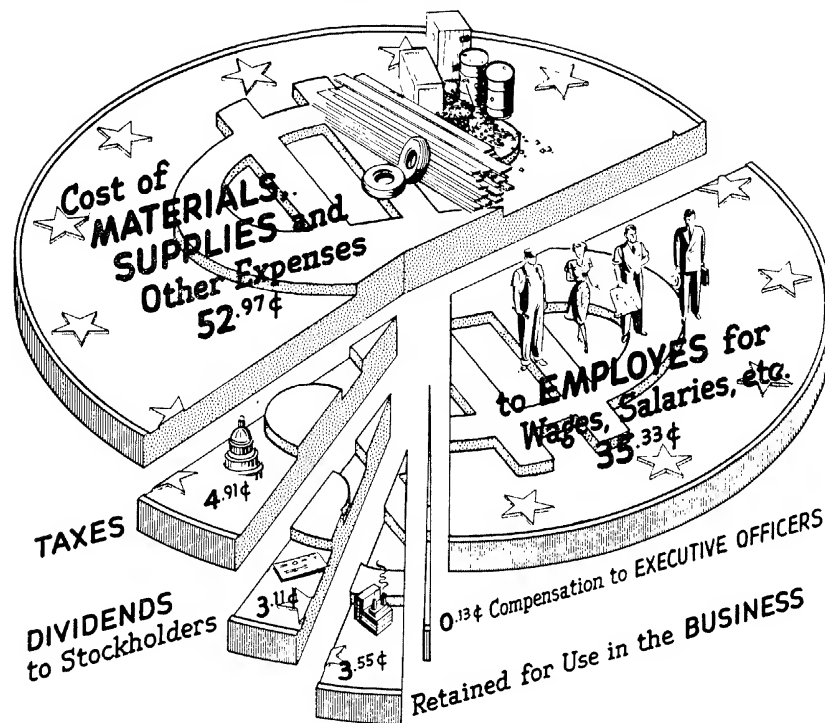 Cost of
MATERIALS,
SUPPLIES and
Other Expenses
52.97¢
to EMPLOYES for
Wages, Salaries, etc.
35.33¢
4.91¢
TAXES
DIVIDENDS
to Stockholders
3.11¢
3.55¢
0.13¢ Compensation to EXECUTIVE OFFICERS
Retained for Use in the BUSINESS